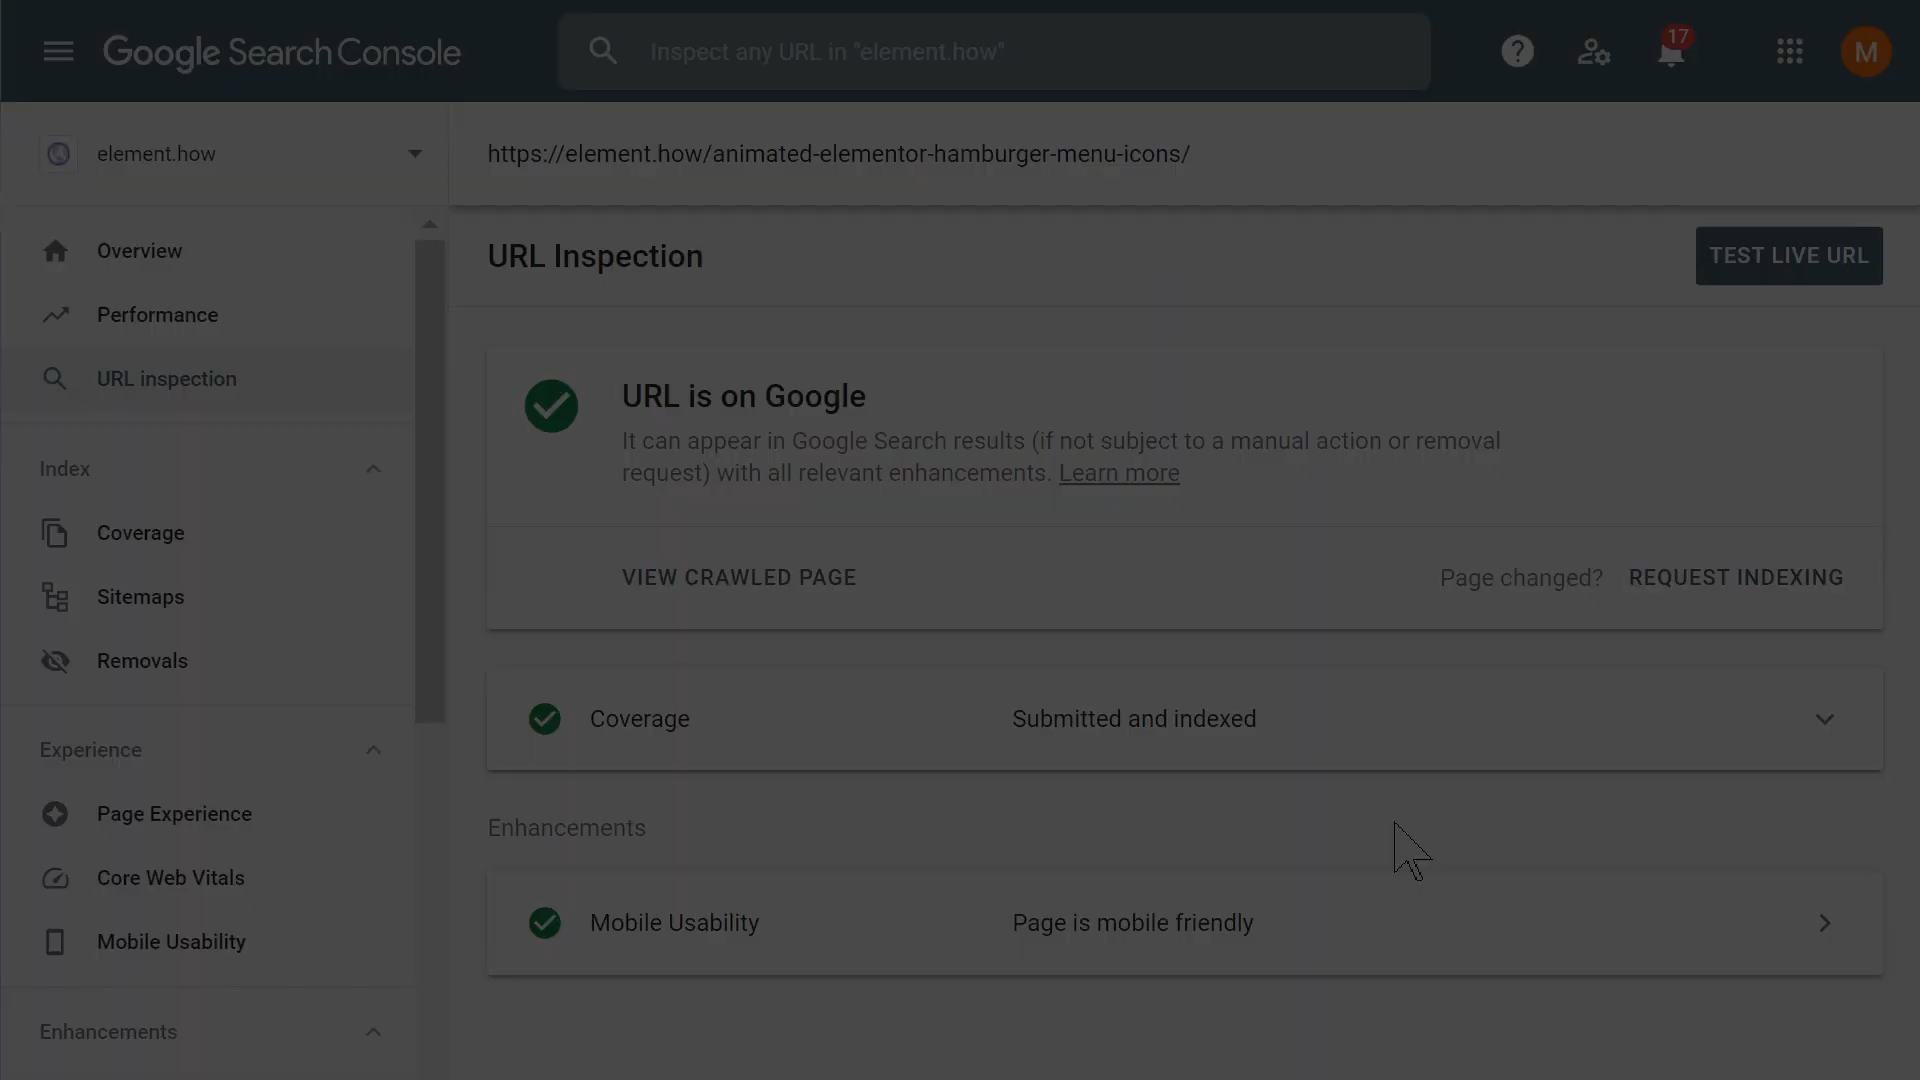 Google Search Console
Inspect any URL in "element.how"
17
M
element.how
https://element.how/animated-elementor-hamburger-menu-icons/
Overview
Performance
URL inspection
Index
Coverage
Sitemaps
Removals
Experience
Page Experience
Core Web Vitals
Mobile Usability
Enhancements
URL Inspection
TEST LIVE URL
URL is on Google
It can appear in Google Search results (if not subject to a manual action or removal
request) with all relevant enhancements. Learn more
VIEW CRAWLED PAGE
Page changed? REQUEST INDEXING
Coverage Submitted and indexed
Enhancements
Mobile Usability Page is mobile friendly